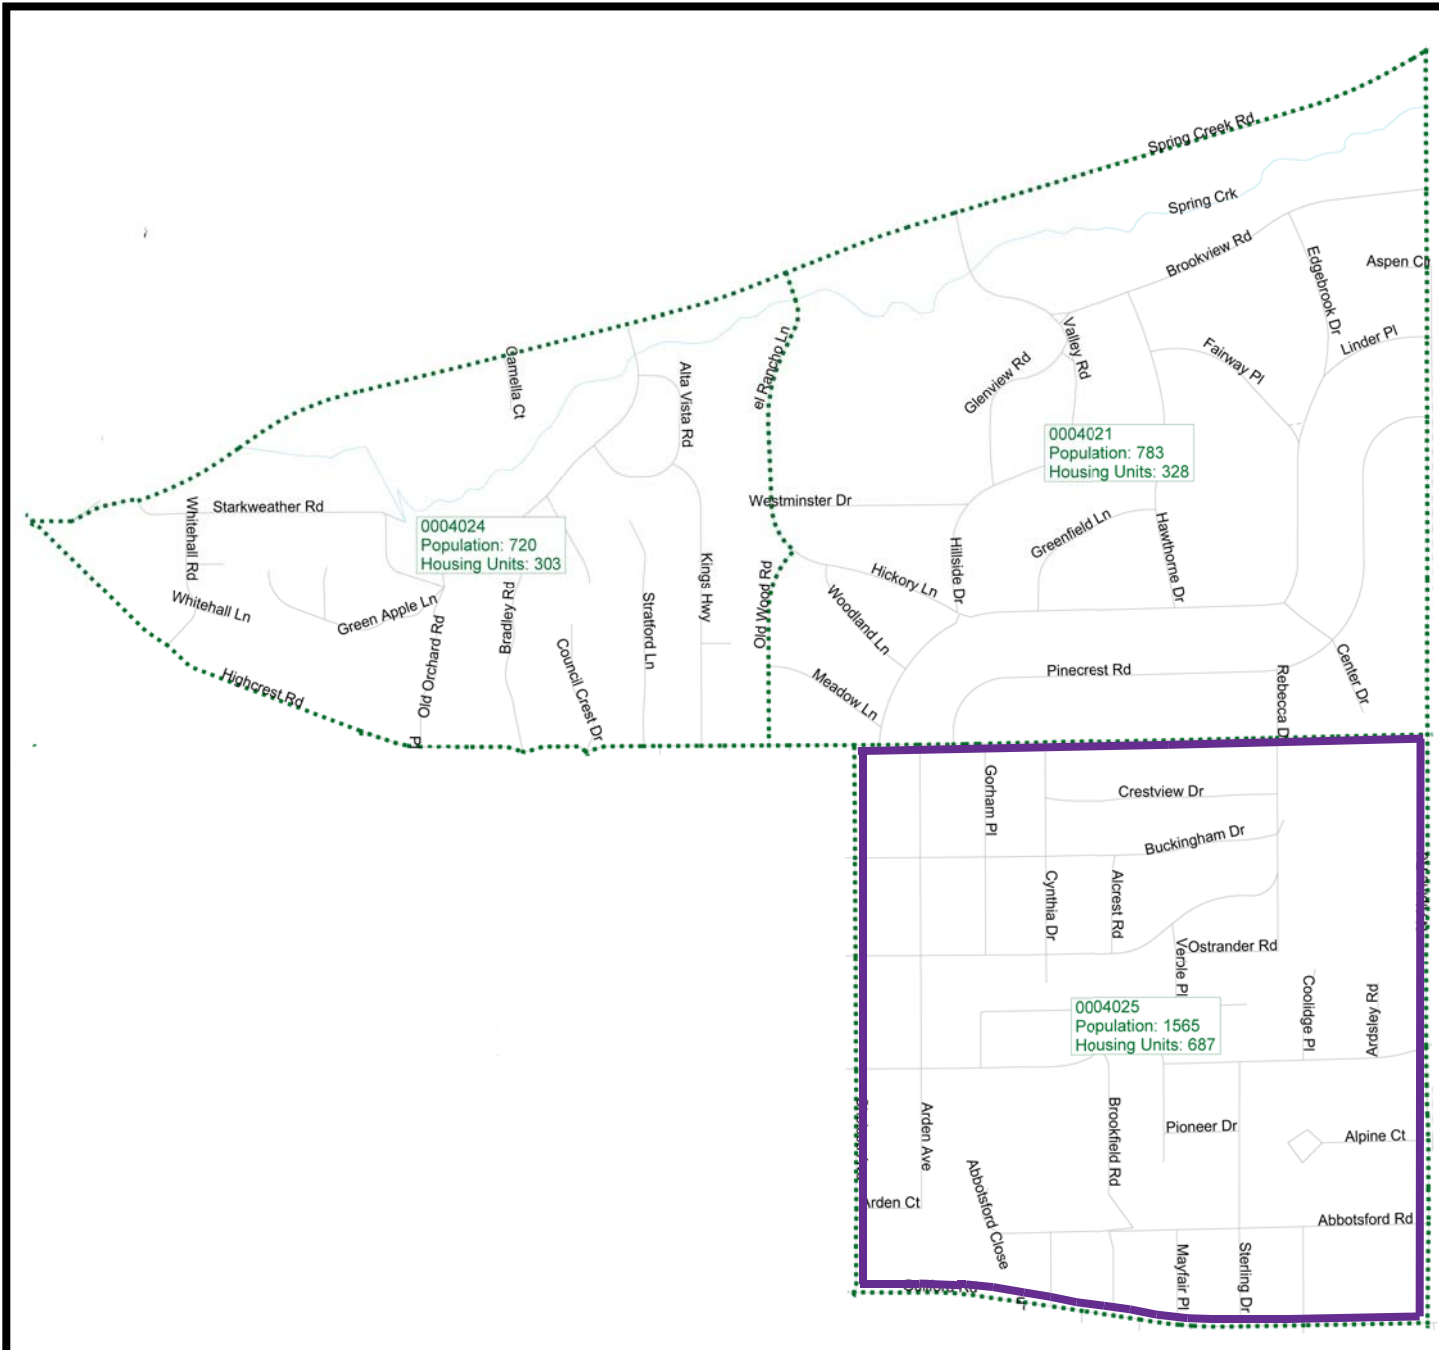 Spring Creek Rd
Spring Crk
Brookview Rd
Edgebrook Dr
Aspen Ct
Linder Pl
Fairway Pl
Valley Rd
Glenview Rd
el Rancho Ln
Alta Vista Rd
Camella Ct
0004021
Population: 783
Housing Units: 328
Westminster Dr
Starkweather Rd
Whitehall Rd
0004024
Population: 720
Housing Units: 303
Greenfield Ln
Hawthorne Dr
Hillside Dr
Hickory Ln
Woodland Ln
Old Wood Rd
Kings Hwy
Stratford Ln
Bradley Rd
Green Apple Ln
Whitehall Ln
Old Orchard Rd
Council Crest Dr
Highcrest Rd
Meadow Ln
Pinecrest Rd
Rebecca D
Center Dr
Pl
Gorham Pl
Crestview Dr
Buckingham Dr
Cynthia Dr
Alcrest Rd
Verple Pl
Ostrander Rd
Coolidge Pl
Ardsley Rd
0004025
Population: 1565
Housing Units: 687
Arden Ave
Brookfield Rd
Pioneer Dr
Alpine Ct
Arden Ct
Abbotsford Close
Abbotsford Rd
Mayfair Pl
Sterling Dr